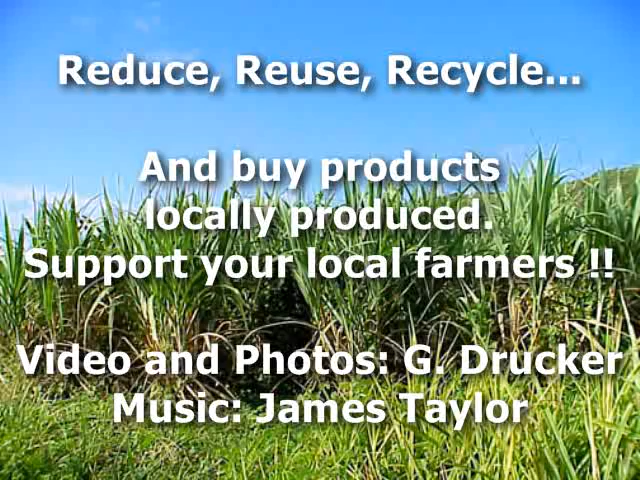 Reduce, Reuse, Recycle...
And buy products
locally produced.
Support your local farmers !!
Video and Photos: G. Drucker
Music: James Taylor